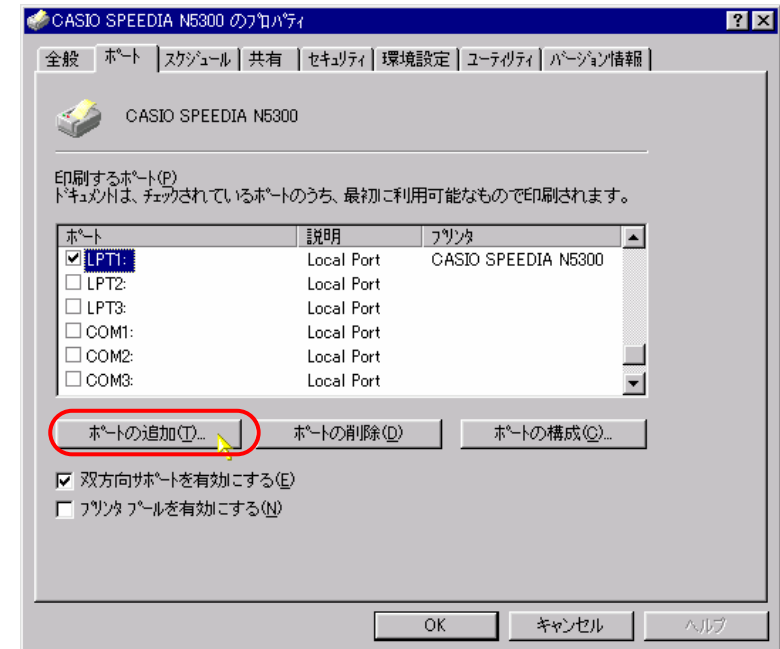 CASIO SPEEDIA N5300 のプロパティ
全般 ポート スケジュール 共有 セキュリティ 環境設定 ユーティリティ バージョン情報
CASIO SPEEDIA N5300
印刷するポート(P)
ドキュメントは、チェックされているポートのうち、最初に利用可能なもので印刷されます。
ポート 説明 プリンタ
LPT1: Local Port CASIO SPEEDIA N5300
LPT2: Local Port
LPT3: Local Port
COM1: Local Port
COM2: Local Port
COM3: Local Port
ポートの追加(T)... ポートの削除(D) ポートの構成(C)...
双方向サポートを有効にする(E)
プリンタ プールを有効にする(N)
OK キャンセル ヘルプ